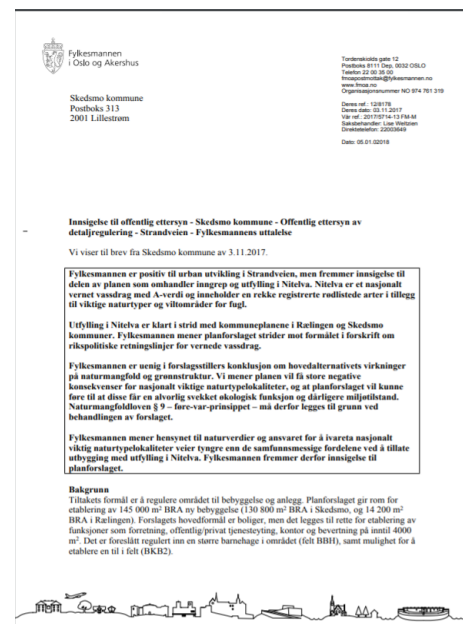 Fylkesmannen
i Oslo og Akershus
Tordenskiolds gate 12
Postboks 8111 Dep, 0032 OSLO
Telefon 22 00 35 00
fmoapostmottak@fylkesmannen.no
www.fmoa.no
Organisasjonsnummer NO 974 761 319
Skedsmo kommune
Postboks 313
2001 Lillestrøm
Deres ref.: 12/8178
Deres dato: 03.11.2017
Vår ref.: 2017/5714-13 FM-M
Saksbehandler: Lise Weltzien
Direktetelefon: 22003649
Dato: 05.01.02018
Innsigelse til offentlig ettersyn - Skedsmo kommune - Offentlig ettersyn av
detaljregulering - Strandveien - Fylkesmannens uttalelse
Vi viser til brev fra Skedsmo kommune av 3.11.2017.
Fylkesmannen er positiv til urban utvikling i Strandveien, men fremmer innsigelse til
delen av planen som omhandler inngrep og utfylling i Nitelva. Nitelva er et nasjonalt
vernet vassdrag med A-verdi og inneholder en rekke registrerte rødlistede arter i tillegg
til viktige naturtyper og viltområder for fugl.
Utfylling i Nitelva er klart i strid med kommuneplanene i Rælingen og Skedsmo
kommuner. Fylkesmannen mener planforslaget strider mot formålet i forskrift om
rikspolitiske retningslinjer for vernede vassdrag.
Fylkesmannen er uenig i forslagsstillers konklusjon om hovedalternativets virkninger
på naturmangfold og grønnstruktur. Vi mener planen vil få store negative
konsekvenser for nasjonalt viktige naturtypelokaliteter, og at planforslaget vil kunne
føre til at disse får en alvorlig svekket økologisk funksjon og dårligere miljøtilstand.
Naturmangfoldloven § 9 – føre-var-prinsippet – må derfor legges til grunn ved
behandlingen av forslaget.
Fylkesmannen mener hensynet til naturverdier og ansvaret for å ivareta nasjonalt
viktig naturtypelokaliteter veier tyngre enn de samfunnsmessige fordelene ved å tillate
utbygging med utfylling i Nitelva. Fylkesmannen fremmer derfor innsigelse til
planforslaget.
Bakgrunn
Tiltakets formål er å regulere området til bebyggelse og anlegg. Planforslaget gir rom for
etablering av 145 000 m² BRA ny bebyggelse (130 800 m² BRA i Skedsmo, og 14 200 m²
BRA i Rælingen). Forslagets hovedformål er boliger, men det legges til rette for etablering av
funksjoner som forretning, offentlig/privat tjenesteyting, kontor og bevertning på inntil 4000
m². Det er foreslått regulert inn en større barnehage i området (felt BBH), samt mulighet for å
etablere en til i felt (BKB2).